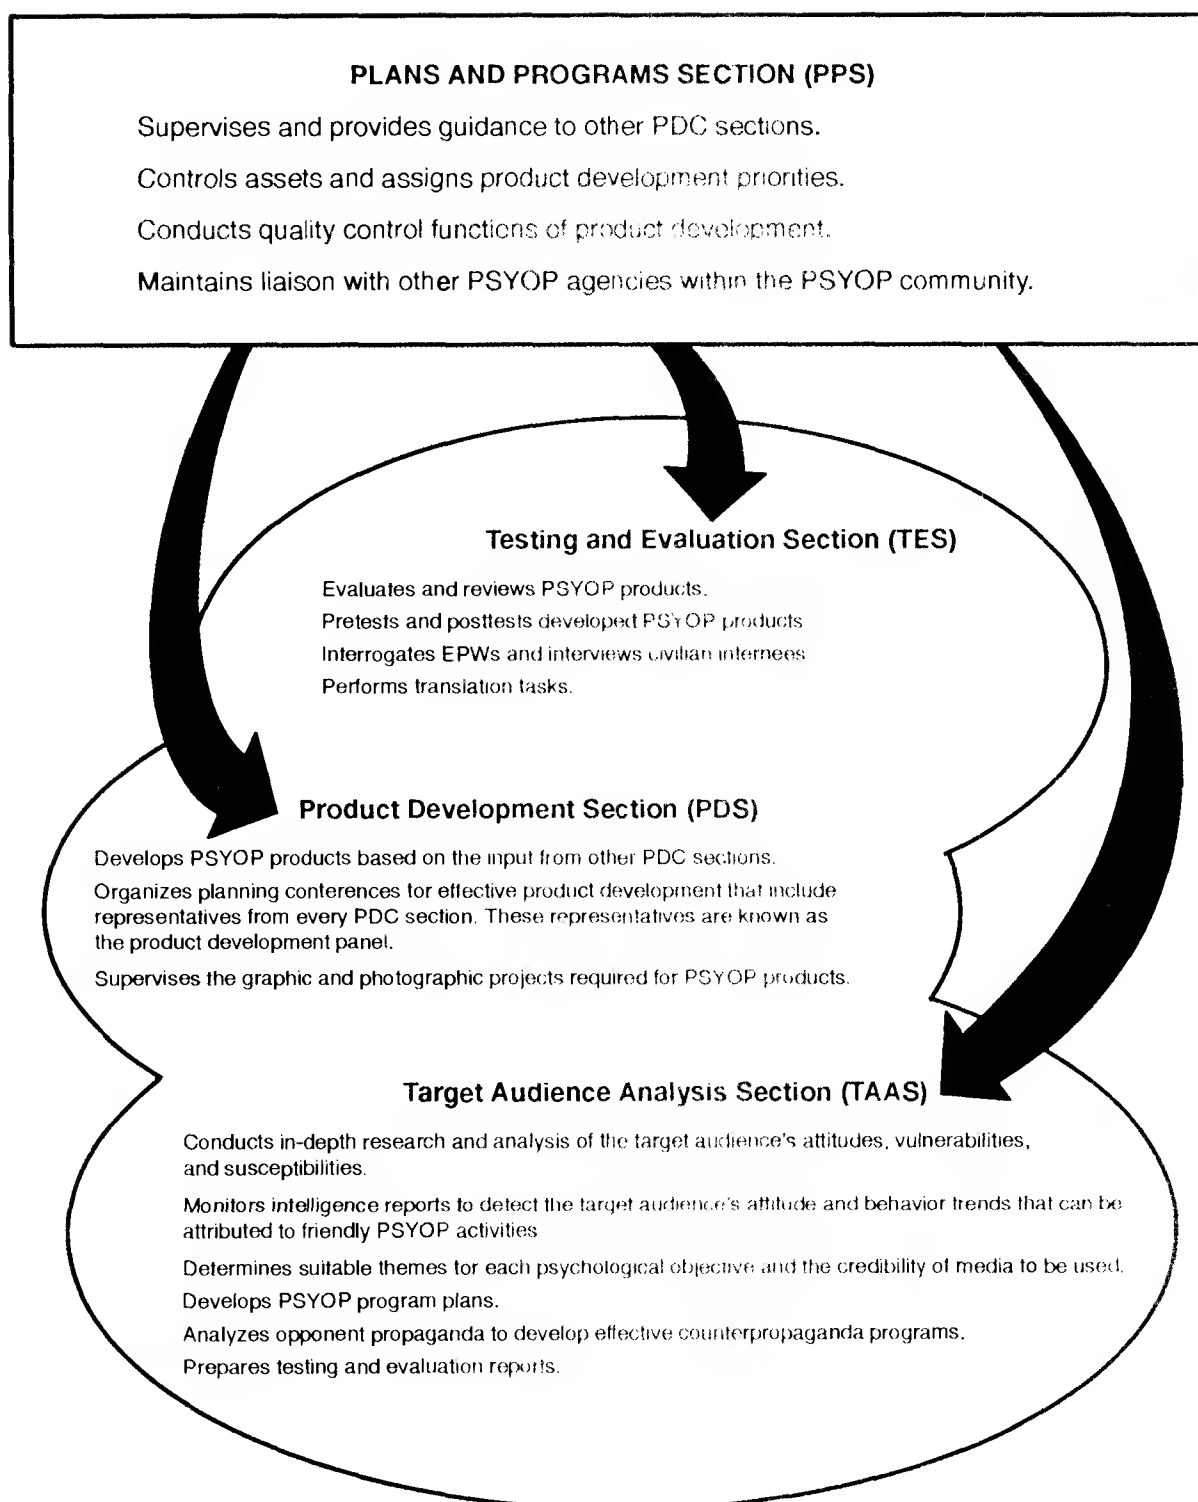 PLANS AND PROGRAMS SECTION (PPS)
Supervises and provides guidance to other PDC sections.
Controls assets and assigns product development priorities.
Conducts quality control functions of product development.
Maintains liaison with other PSYOP agencies within the PSYOP community.
Testing and Evaluation Section (TES)
Evaluates and reviews PSYOP products.
Pretests and posttests developed PSYOP products
Interrogates EPWs and interviews civilian internees
Performs translation tasks.
Product Development Section (PDS)
Develops PSYOP products based on the input from other PDC sections.
Organizes planning conferences for effective product development that include
representatives from every PDC section. These representatives are known as
the product development panel.
Supervises the graphic and photographic projects required for PSYOP products.
Target Audience Analysis Section (TAAS)
Conducts in-depth research and analysis of the target audience's attitudes, vulnerabilities,
and susceptibilities.
Monitors intelligence reports to detect the target audience's attitude and behavior trends that can be
attributed to friendly PSYOP activities
Determines suitable themes for each psychological objective and the credibility of media to be used.
Develops PSYOP program plans.
Analyzes opponent propaganda to develop effective counterpropaganda programs.
Prepares testing and evaluation reports.